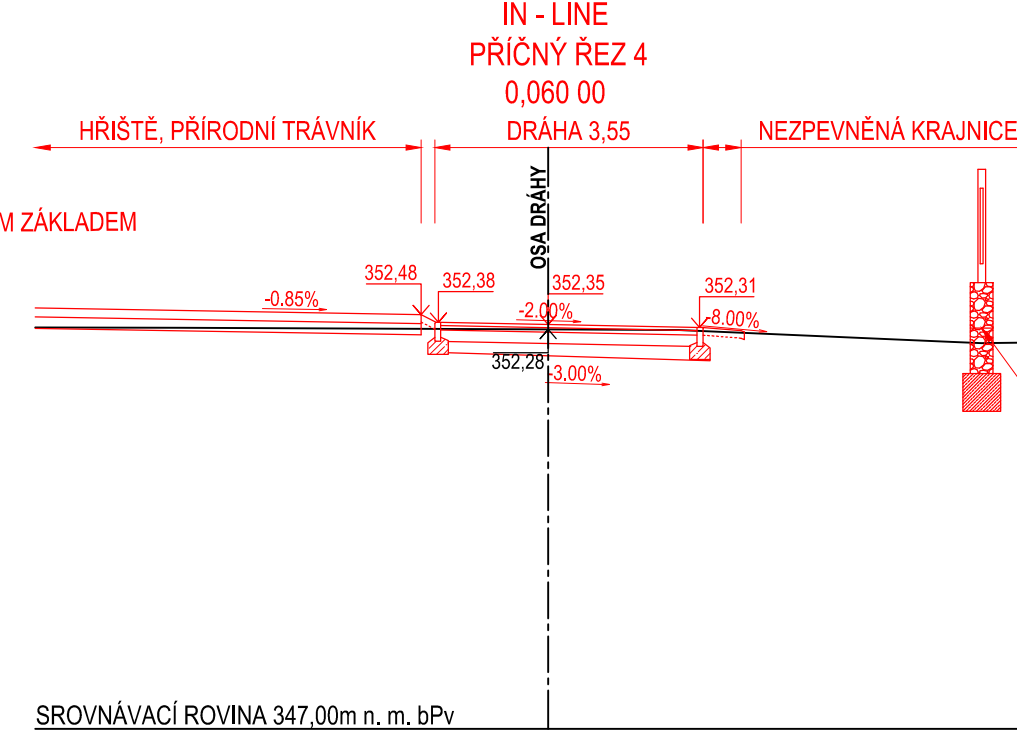 IN - LINE
PŘÍČNÝ ŘEZ 4
0,060 00
HŘIŠTĚ, PŘÍRODNÍ TRÁVNÍK
DRÁHA 3,55
NEZPEVNĚNÁ KRAJNICE
OSA DRÁHY
M ZÁKLADEM
352,48
352,38
352,35
352,31
-0.85%
-2.00%
-8.00%
352,28
-3.00%
SROVNÁVACÍ ROVINA 347,00m n. m. bPv